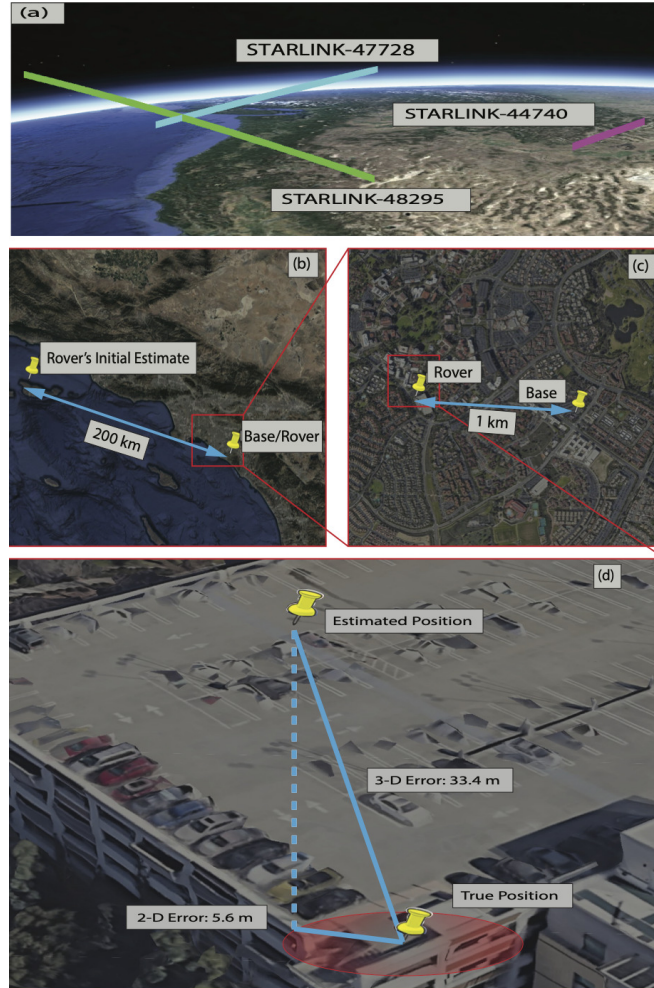 (a)
STARLINK-47728
STARLINK-44740
STARLINK-48295
(b)
Rover's Initial Estimate
200 km
Base/Rover
(c)
Rover
Base
1 km
(d)
Estimated Position
3-D Error: 33.4 m
True Position
2-D Error: 5.6 m